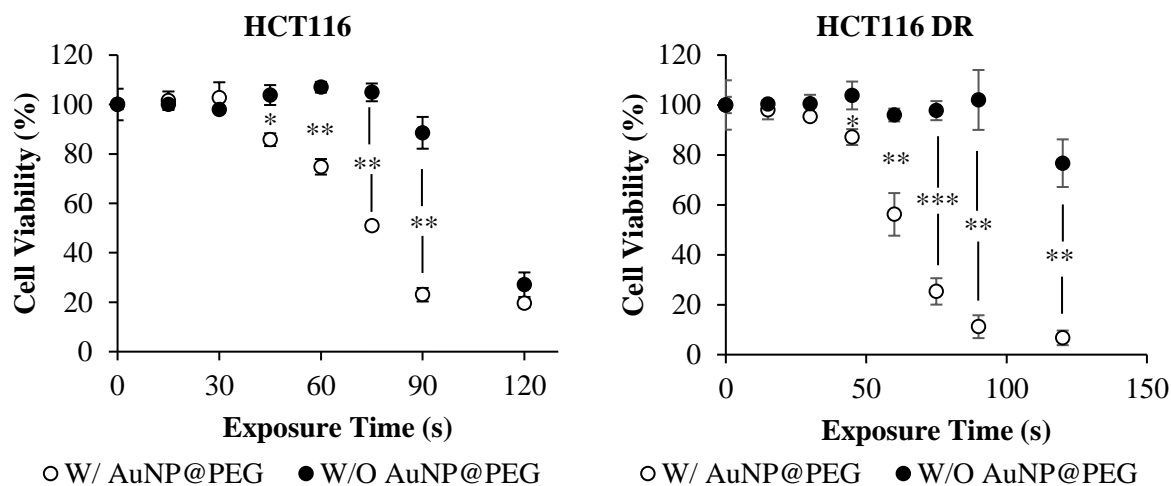 HCT116
120
100
80
60
40
20
0
Cell Viability (%)
*
**
**
**
0 30 60 90 120
Exposure Time (s)
W/ AuNP@PEG W/O AuNP@PEG
HCT116 DR
120
100
80
60
40
20
0
Cell Viability (%)
*
**
***
**
**
0 50 100 150
Exposure Time (s)
W/ AuNP@PEG W/O AuNP@PEG